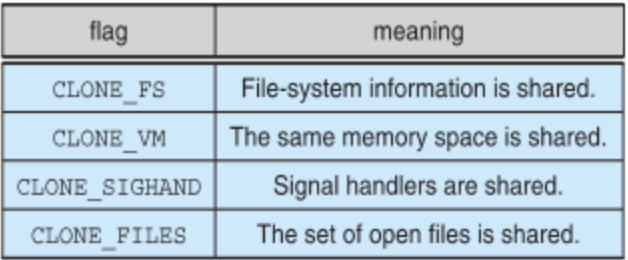 flag meaning
CLONE_FS File-system information is shared.
CLONE_VM The same memory space is shared.
CLONE_SIGHAND Signal handlers are shared.
CLONE_FILES The set of open files is shared.